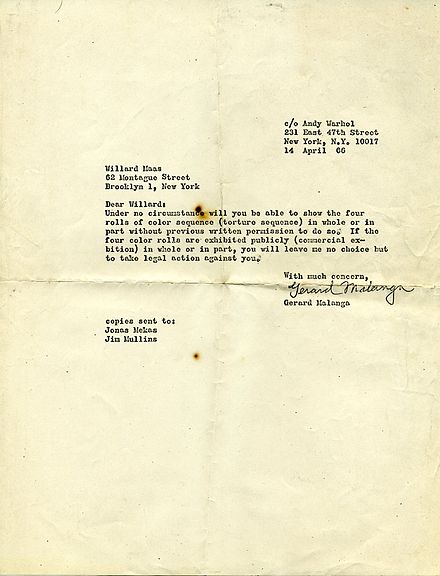 c/o Andy Warhol
231 East 47th Street
New York, N.Y. 10017
14 April 66
Willard Maas
62 Montague Street
Brooklyn 1, New York
Dear Willard:
Under no circumstance will you be able to show the four
rolls of color sequence (torture sequence) in whole or in
part without previous written permission to do so. If the
four color rolls are exhibited publicly (commercial ex-
bition) in whole or in part, you will leave me no choice but
to take legal action against you.
With much concern,
Gerard Malanga
Gerard Malanga
copies sent to:
Jonas Mekas
Jim Mullins